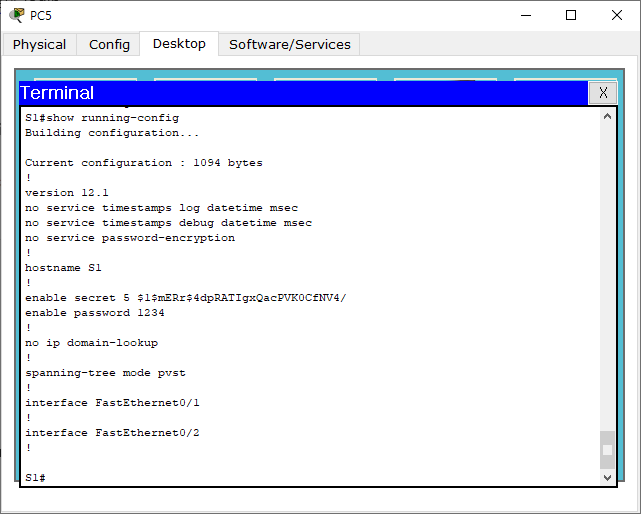 PC5
Physical Config Desktop Software/Services
Terminal X
S1#show running-config
Building configuration...
Current configuration : 1094 bytes
!
version 12.1
no service timestamps log datetime msec
no service timestamps debug datetime msec
no service password-encryption
!
hostname S1
!
enable secret 5 $1$mERr$4dpRATIgxQacPVK0CfNV4/
enable password 1234
!
no ip domain-lookup
!
spanning-tree mode pvst
!
interface FastEthernet0/1
!
interface FastEthernet0/2
!
S1#